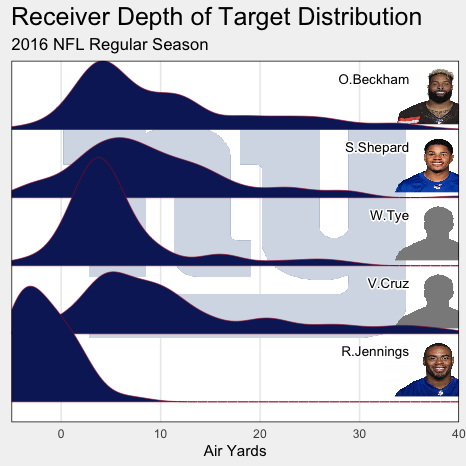 Receiver Depth of Target Distribution
2016 NFL Regular Season
O.Beckham
S.Shepard
W.Tye
V.Cruz
R.Jennings
0 10 20 30 40
Air Yards